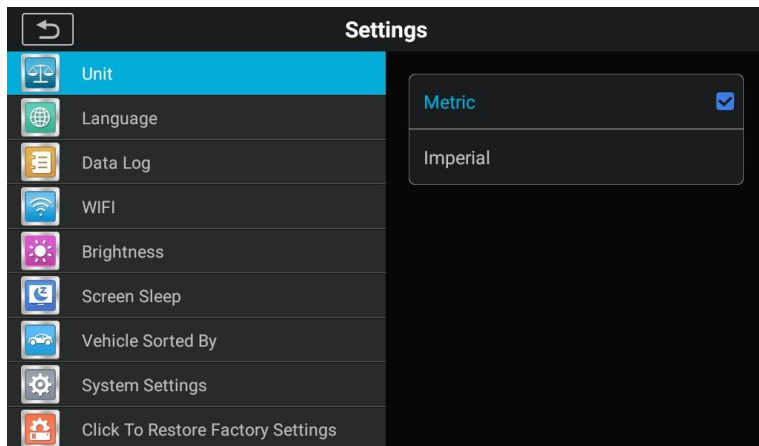 Settings
Unit
Language
Data Log
WIFI
Brightness
Screen Sleep
Vehicle Sorted By
System Settings
Click To Restore Factory Settings
Metric
Imperial